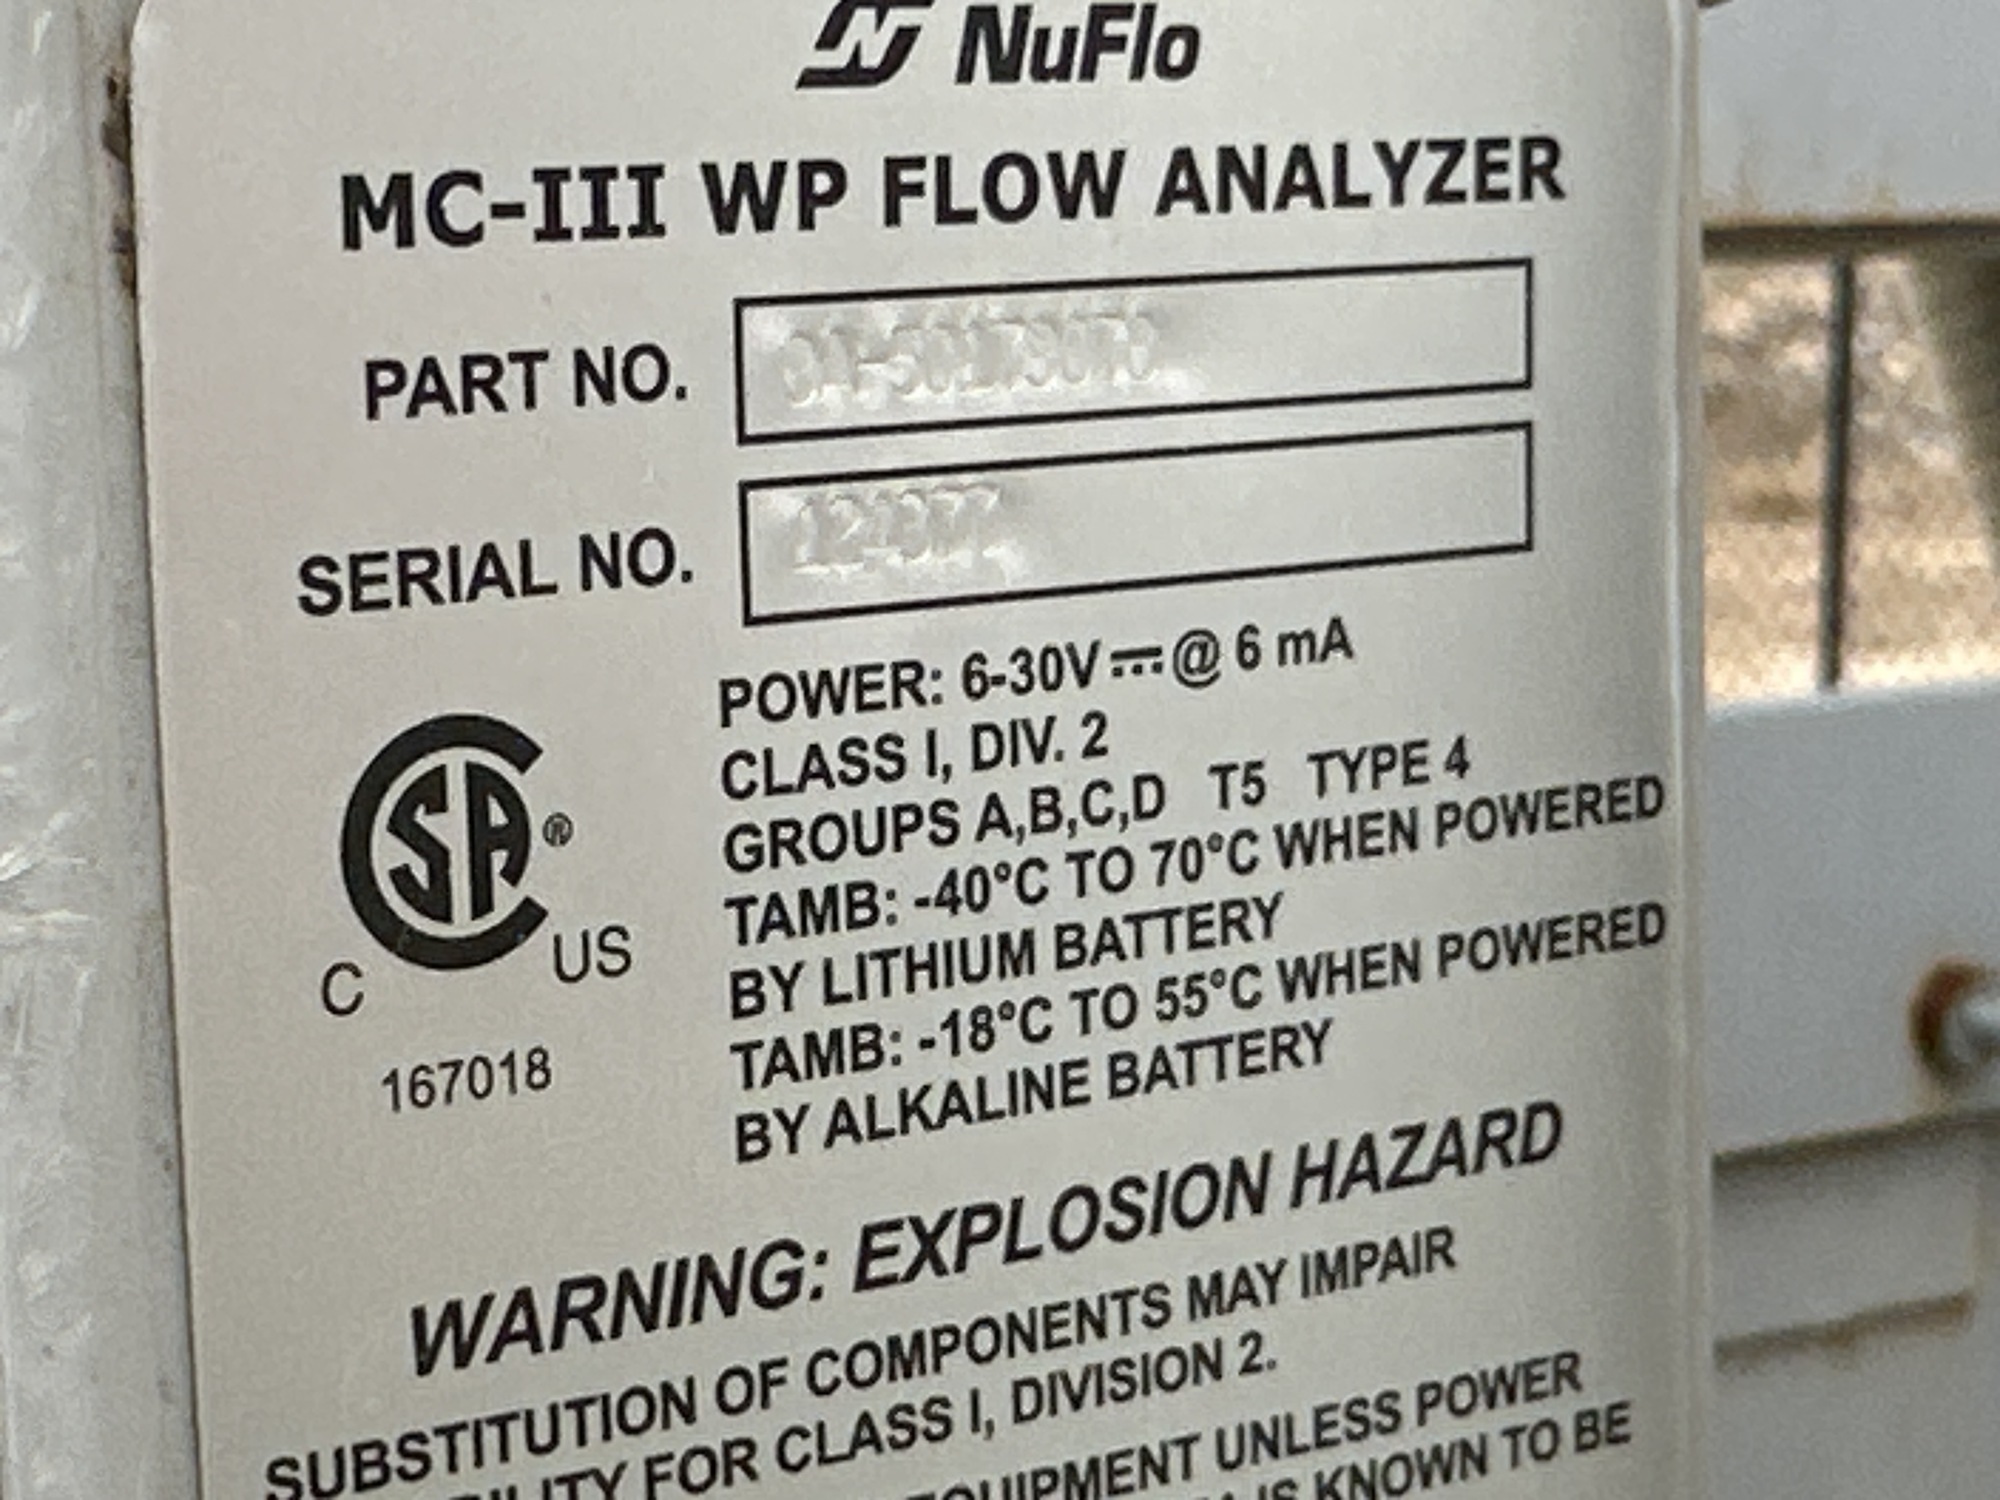 NuFlo
MC-III WP FLOW ANALYZER
PART NO.
SERIAL NO.
POWER: 6-30V⎓@ 6 mA
CLASS I, DIV. 2
GROUPS A,B,C,D T5 TYPE 4
TAMB: -40°C TO 70°C WHEN POWERED
BY LITHIUM BATTERY
TAMB: -18°C TO 55°C WHEN POWERED
BY ALKALINE BATTERY
CSA®
C US
167018
WARNING: EXPLOSION HAZARD
SUBSTITUTION OF COMPONENTS MAY IMPAIR
FOR CLASS I, DIVISION 2.
UNLESS POWER
IS KNOWN TO BE